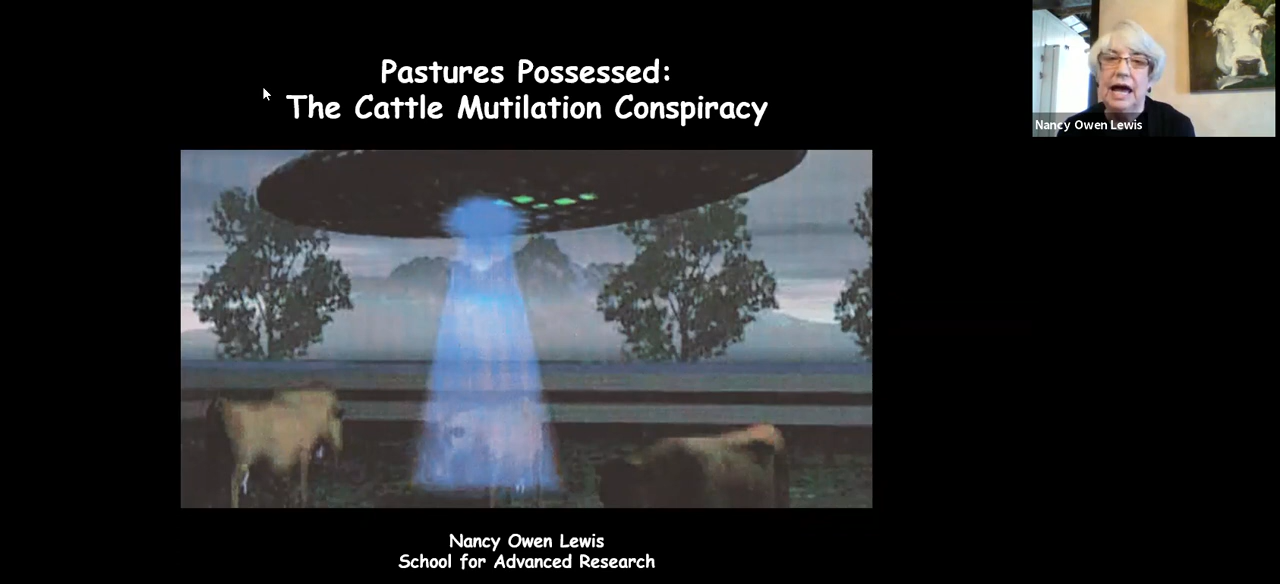 Pastures Possessed:
The Cattle Mutilation Conspiracy
Nancy Owen Lewis
Nancy Owen Lewis
School for Advanced Research